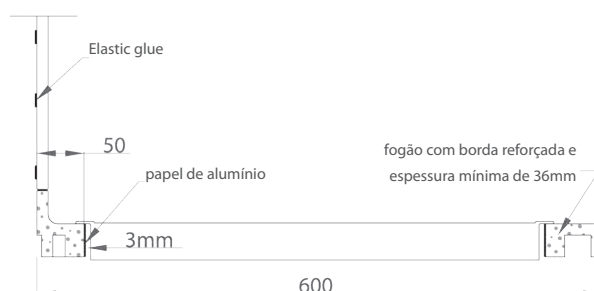 Elastic glue
50
fogão com borda reforçada e
espessura mínima de 36mm
papel de alumínio
3mm
600